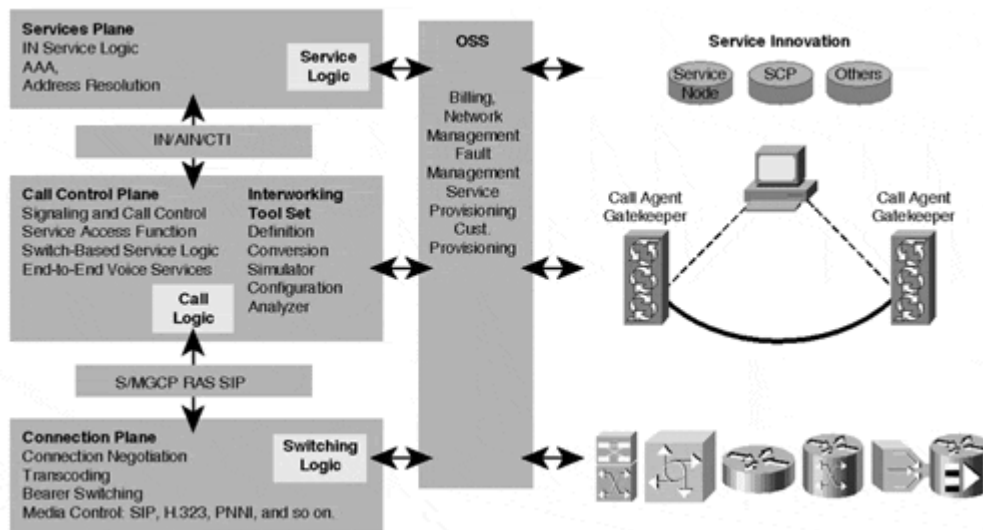 Services Plane
IN Service Logic
AAA,
Address Resolution
Service
Logic
IN/AIN/CTI
Call Control Plane
Signaling and Call Control
Service Access Function
Switch-Based Service Logic
End-to-End Voice Services
Call
Logic
Interworking
Tool Set
Definition
Conversion
Simulator
Configuration
Analyzer
S/MGCP RAS SIP
Connection Plane
Connection Negotiation
Transcoding
Bearer Switching
Media Control: SIP, H.323, PNNI, and so on.
Switching
Logic
OSS
Billing,
Network
Management
Fault
Management
Service
Provisioning
Cust.
Provisioning
Service Innovation
Service
Node
SCP
Others
Call Agent
Gatekeeper
Call Agent
Gatekeeper